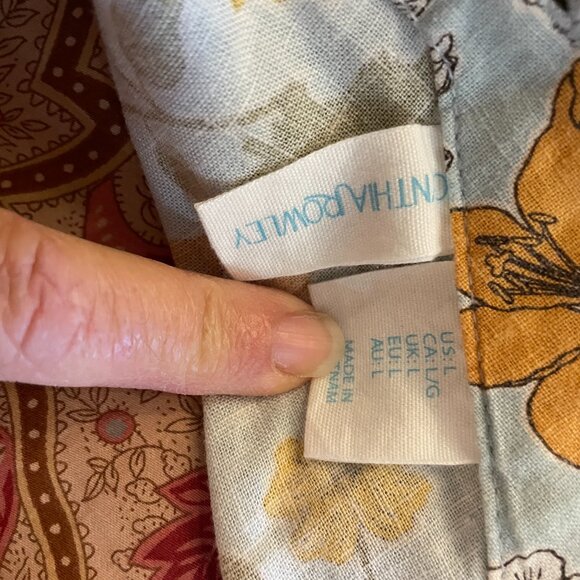 CYNTHIA ROWLEY
US: L
CA: L/G
UK: L
EU: L
AU: L
MADE IN